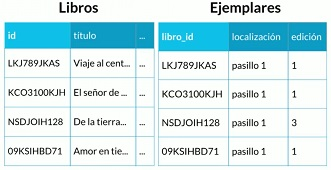 Libros Ejemplares
id título ... libro_id localización edición
LKJ789JKAS Viaje al cent... ... LKJ789JKAS pasillo 1 1
KCO3100KJH El señor de ... ... KCO3100KJH pasillo 1 1
NSDJOIH128 De la tierra... ... NSDJOIH128 pasillo 1 3
09KSIHBD71 Amor en tie... ... 09KSIHBD71 pasillo 1 1